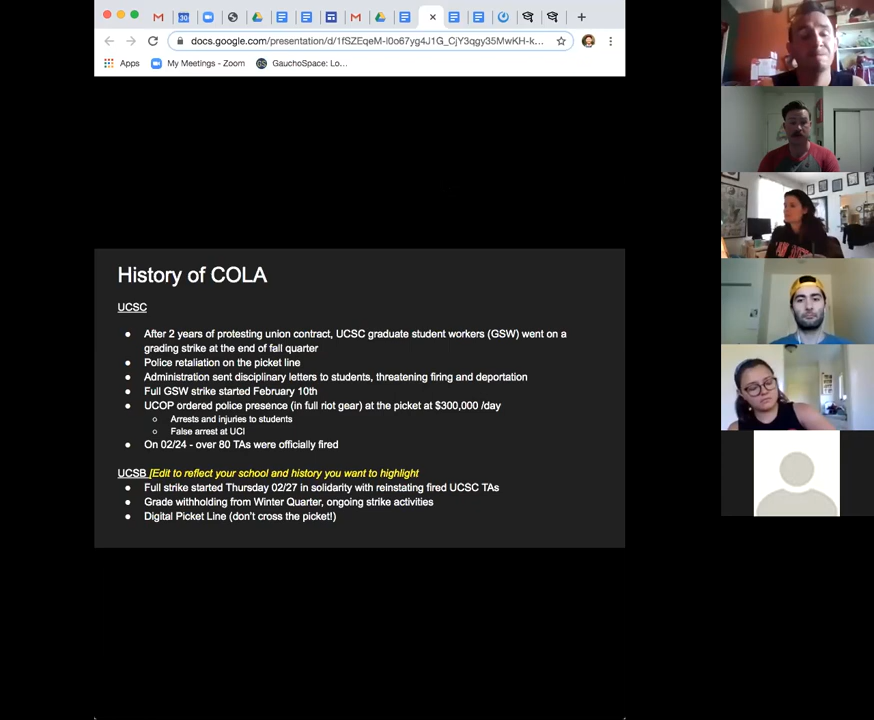 30
docs.google.com/presentation/d/1fSZEqeM-I0o67yg4J1G_CjY3qgy35MwKH-k...
Apps My Meetings - Zoom GauchoSpace: Lo...
History of COLA
UCSC
● After 2 years of protesting union contract, UCSC graduate student workers (GSW) went on a
grading strike at the end of fall quarter
● Police retaliation on the picket line
● Administration sent disciplinary letters to students, threatening firing and deportation
● Full GSW strike started February 10th
● UCOP ordered police presence (in full riot gear) at the picket at $300,000 /day
○ Arrests and injuries to students
○ False arrest at UCI
● On 02/24 - over 80 TAs were officially fired
UCSB [Edit to reflect your school and history you want to highlight
● Full strike started Thursday 02/27 in solidarity with reinstating fired UCSC TAs
● Grade withholding from Winter Quarter, ongoing strike activities
● Digital Picket Line (don't cross the picket!)